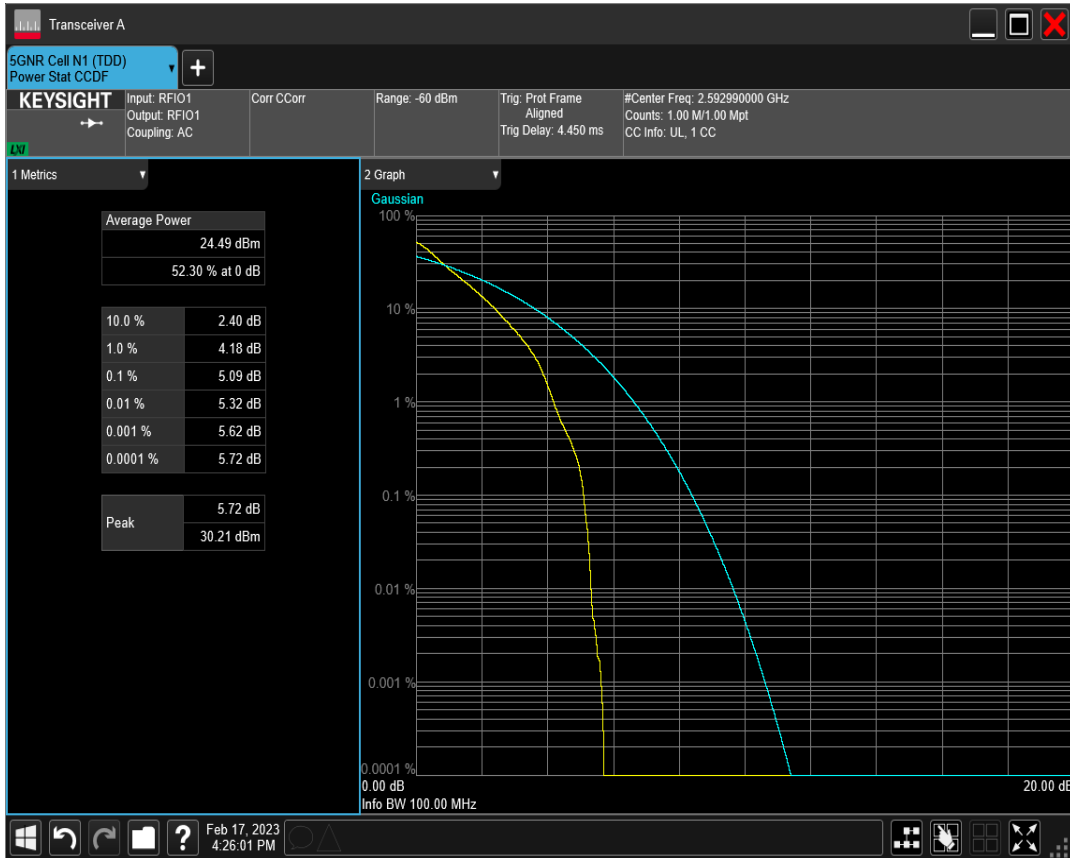 Transceiver A
5GNR Cell N1 (TDD)
Power Stat CCDF
+
KEYSIGHT
LXI
Input: RFIO1
Output: RFIO1
Coupling: AC
Corr CCorr
Range: -60 dBm
Trig: Prot Frame
Aligned
Trig Delay: 4.450 ms
#Center Freq: 2.592990000 GHz
Counts: 1.00 M/1.00 Mpt
CC Info: UL, 1 CC
1 Metrics
Average Power
24.49 dBm
52.30 % at 0 dB
10.0 % 2.40 dB
1.0 % 4.18 dB
0.1 % 5.09 dB
0.01 % 5.32 dB
0.001 % 5.62 dB
0.0001 % 5.72 dB
Peak 5.72 dB
30.21 dBm
2 Graph
Gaussian
100 %
10 %
1 %
0.1 %
0.01 %
0.001 %
0.0001 %
0.00 dB 20.00 dB
Info BW 100.00 MHz
?
Feb 17, 2023
4:26:01 PM